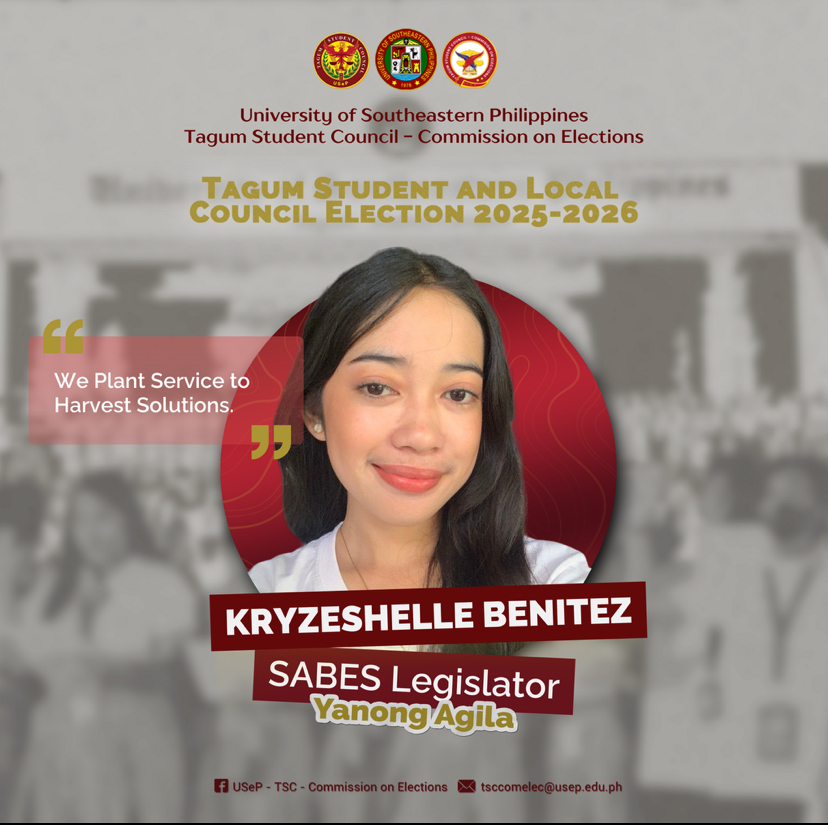 University of Southeastern Philippines
Tagum Student Council – Commission on Elections
TAGUM STUDENT AND LOCAL
COUNCIL ELECTION 2025-2026
“
We Plant Service to
Harvest Solutions.
”
KRYZESHELLE BENITEZ
SABES Legislator
Yanong Agila
USeP - TSC - Commission on Elections tsccomelec@usep.edu.ph